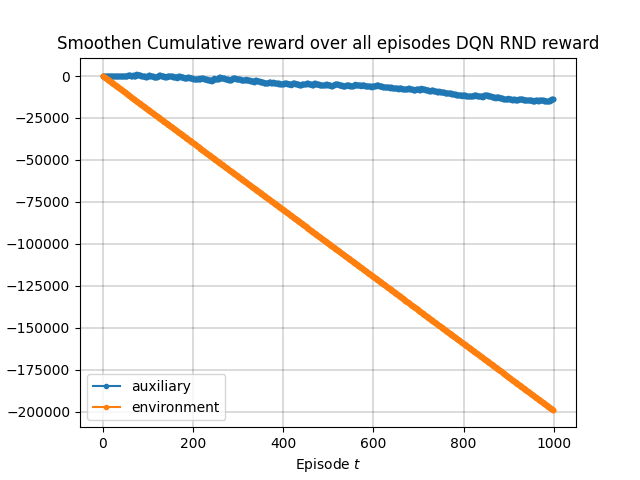 Smoothen Cumulative reward over all episodes DQN RND reward
0
−25000
−50000
−75000
−100000
−125000
−150000
−175000
−200000
auxiliary
environment
0 200 400 600 800 1000
Episode t